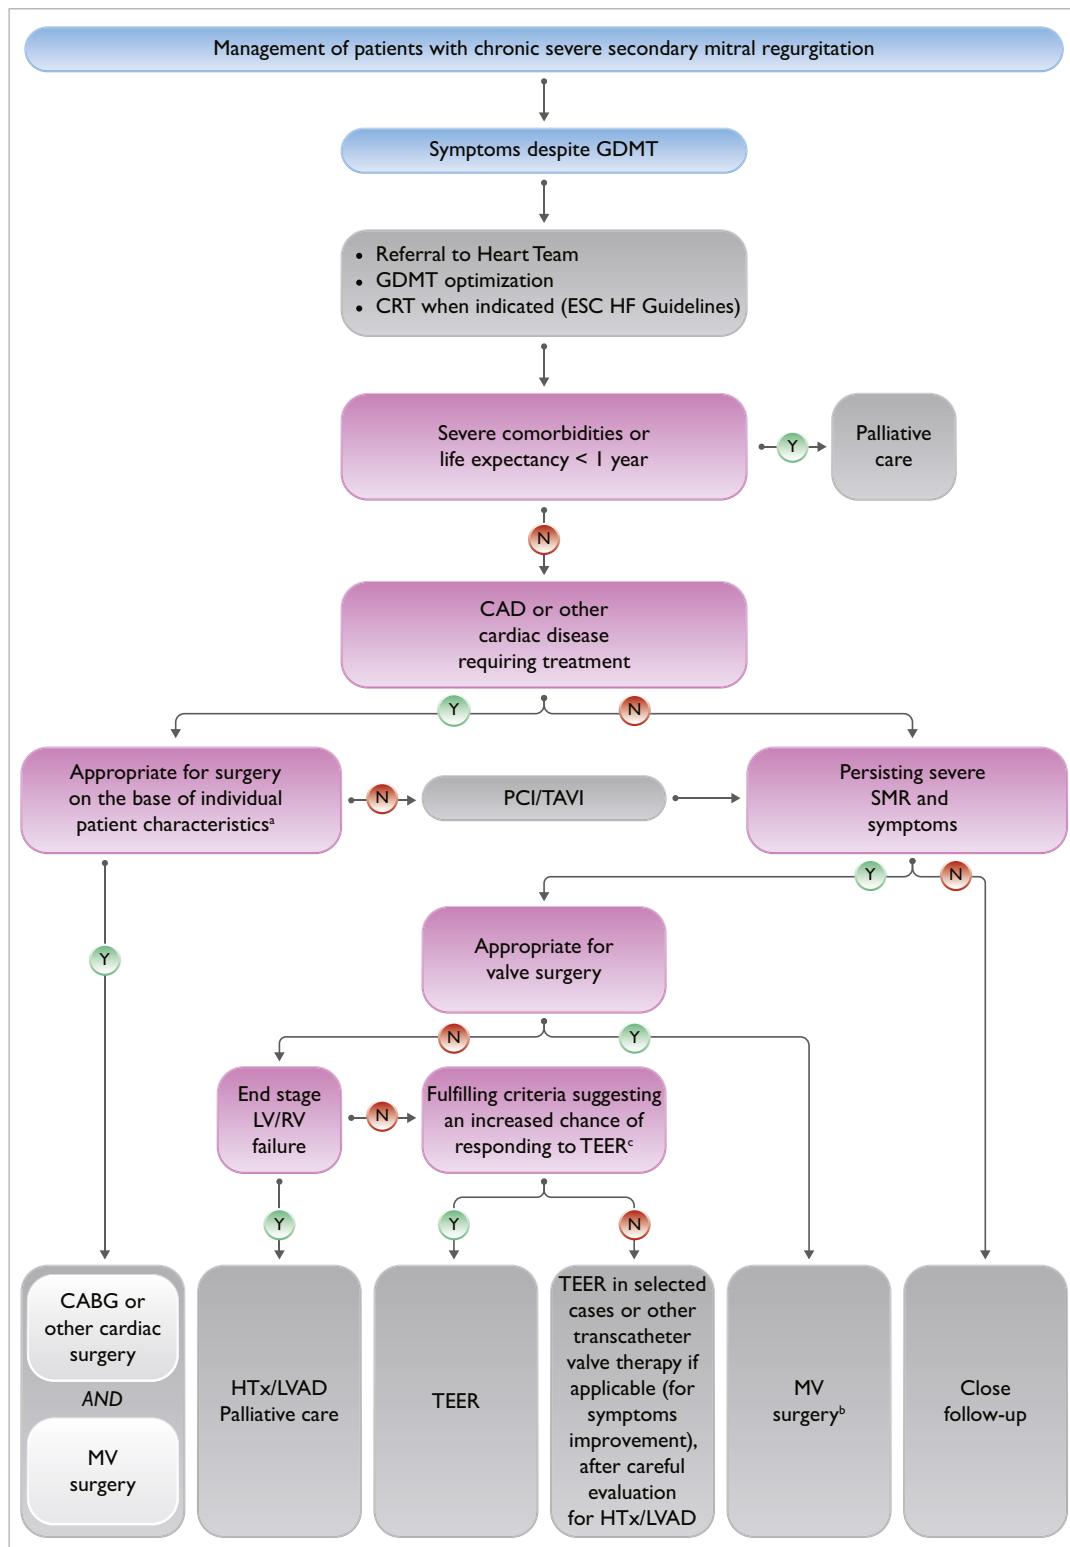 Management of patients with chronic severe secondary mitral regurgitation
Symptoms despite GDMT
• Referral to Heart Team
• GDMT optimization
• CRT when indicated (ESC HF Guidelines)
Severe comorbidities or
life expectancy < 1 year
Y
Palliative
care
N
CAD or other
cardiac disease
requiring treatment
Y
N
Appropriate for surgery
on the base of individual
patient characteristicsᵃ
N
PCI/TAVI
Persisting severe
SMR and
symptoms
Y
N
Appropriate for
valve surgery
Y
N
Y
End stage
LV/RV
failure
N
Fulfilling criteria suggesting
an increased chance of
responding to TEERᶜ
Y
Y
N
CABG or
other cardiac
surgery
AND
MV
surgery
HTx/LVAD
Palliative care
TEER
TEER in selected
cases or other
transcatheter
valve therapy if
applicable (for
symptoms
improvement),
after careful
evaluation
for HTx/LVAD
MV
surgeryᵇ
Close
follow-up